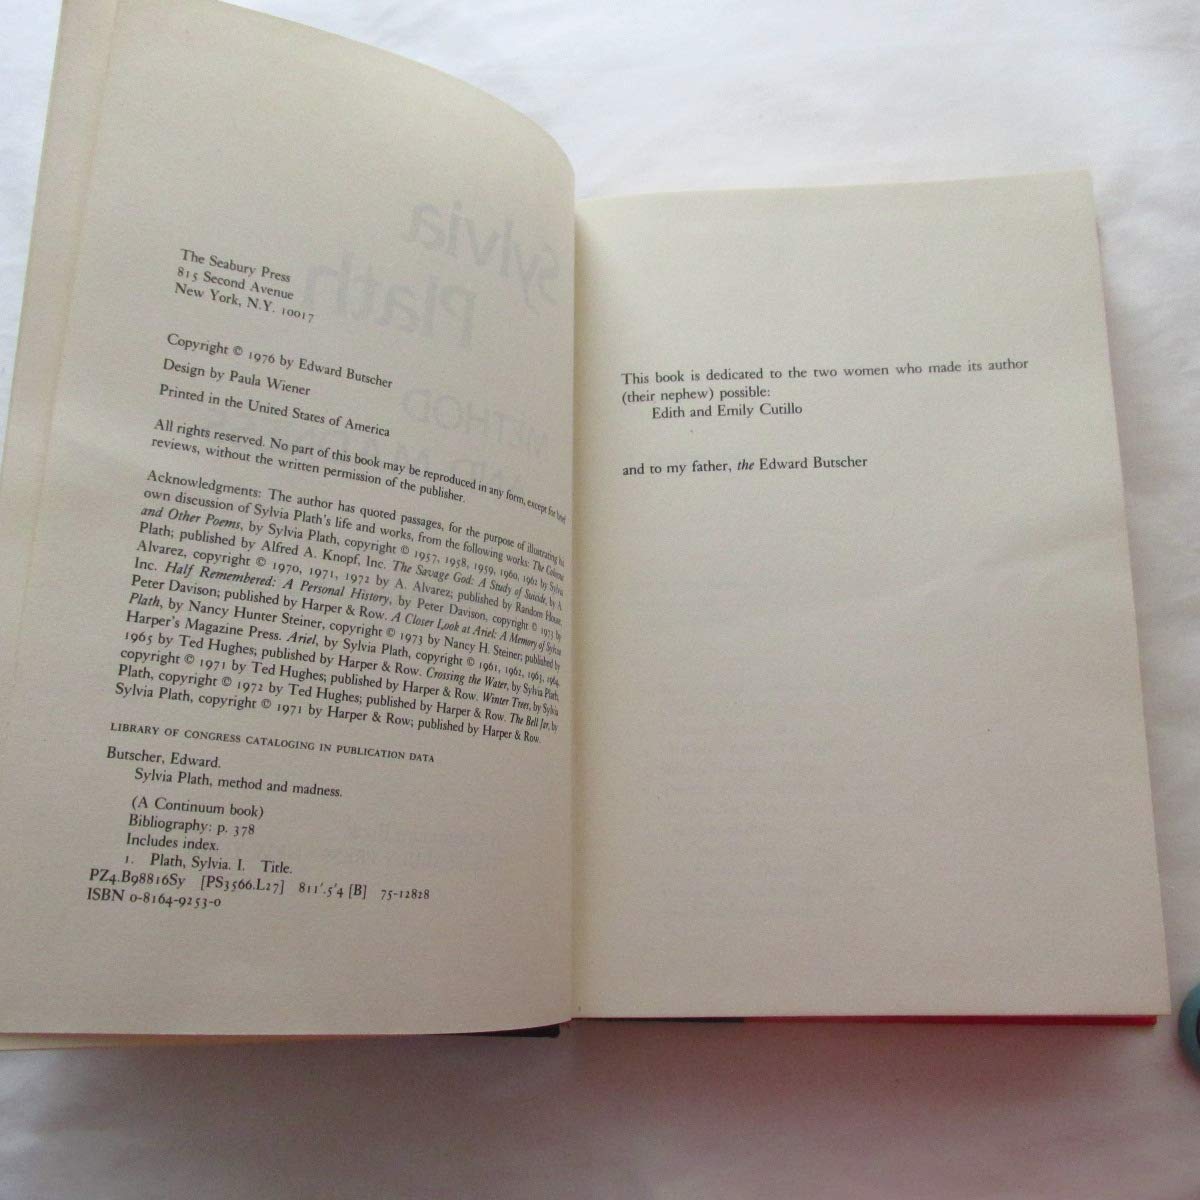 The Seabury Press
815 Second Avenue
New York, N.Y. 10017
Copyright © 1976 by Edward Butscher
Design by Paula Wiener
Printed in the United States of America
All rights reserved. No part of this book may be reproduced in any form, except for brief
reviews, without the written permission of the publisher.
Acknowledgments: The author has quoted passages, for the purpose of illustrating his
own discussion of Sylvia Plath's life and works, from the following works: The Colossus
and Other Poems, by Sylvia Plath, copyright © 1957, 1958, 1959, 1960, 1961, 1962 by Sylvia
Plath; published by Alfred A. Knopf, Inc. The Savage God: A Study of Suicide, by A.
Alvarez, copyright © 1970, 1971, 1972 by A. Alvarez; published by Random House,
Inc. Half Remembered: A Personal History, by Peter Davison, copyright © 1973 by
Peter Davison; published by Harper & Row. A Closer Look at Ariel: A Memory of Sylvia
Plath, by Nancy Hunter Steiner, copyright © 1973 by Nancy H. Steiner; published by
Harper's Magazine Press. Ariel, by Sylvia Plath, copyright © 1961, 1962, 1963, 1964,
1965 by Ted Hughes; published by Harper & Row. Crossing the Water, by Sylvia Plath,
copyright © 1971 by Ted Hughes; published by Harper & Row. Winter Trees, by Sylvia
Plath, copyright © 1972 by Ted Hughes; published by Harper & Row. The Bell Jar, by
Sylvia Plath, copyright © 1971 by Harper & Row; published by Harper & Row.
LIBRARY OF CONGRESS CATALOGING IN PUBLICATION DATA
Butscher, Edward.
Sylvia Plath, method and madness.
(A Continuum book)
Bibliography: p. 378
Includes index.
1. Plath, Sylvia. I. Title.
PZ4.B98816Sy [PS3566.L27] 811'.5'4 [B] 75-12828
ISBN 0-8164-9253-0
This book is dedicated to the two women who made its author
(their nephew) possible:
Edith and Emily Cutillo
and to my father, the Edward Butscher